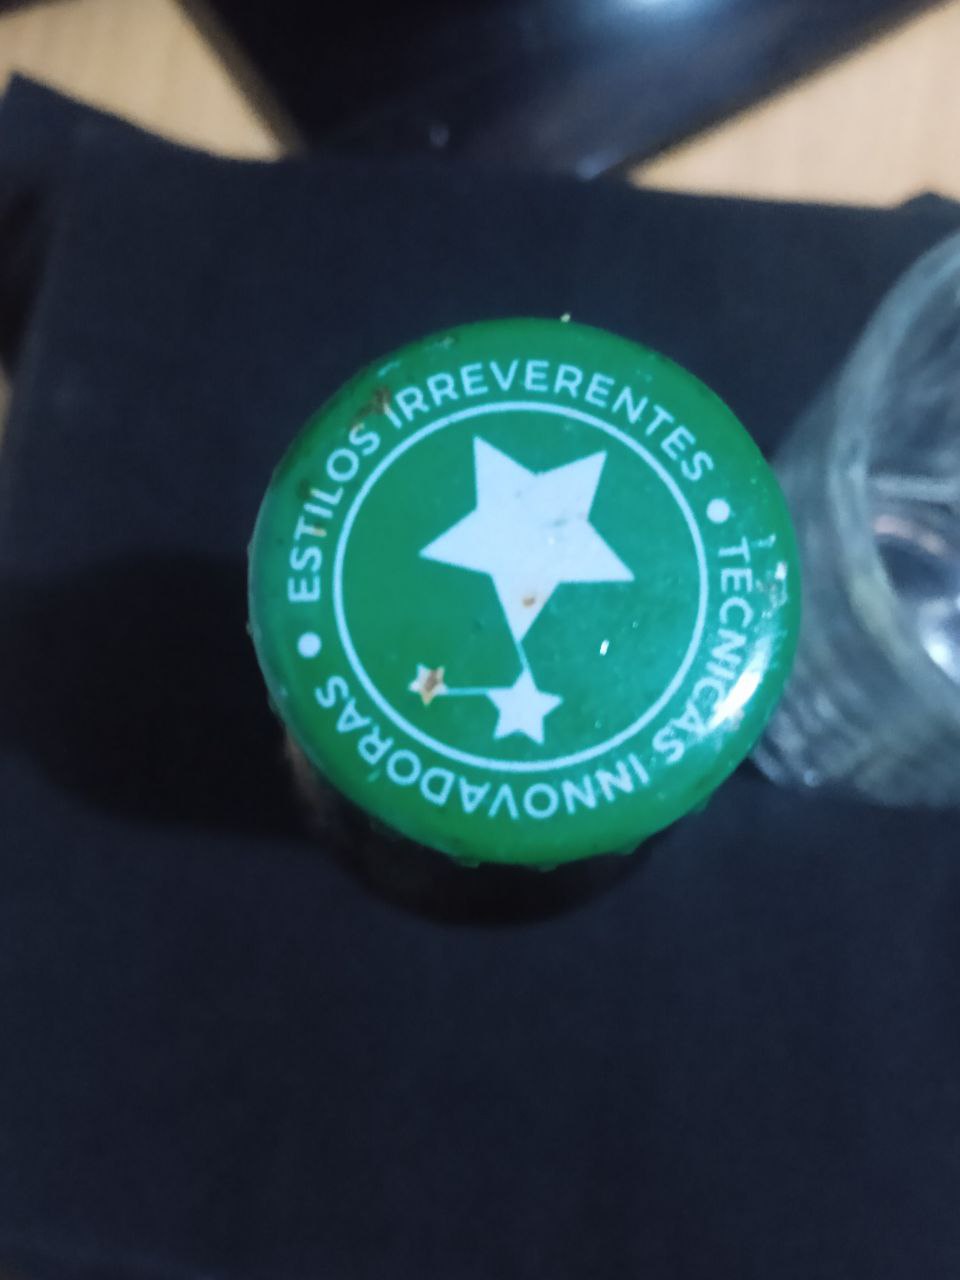 ESTILOS IRREVERENTES • TECNICAS INNOVADORAS •